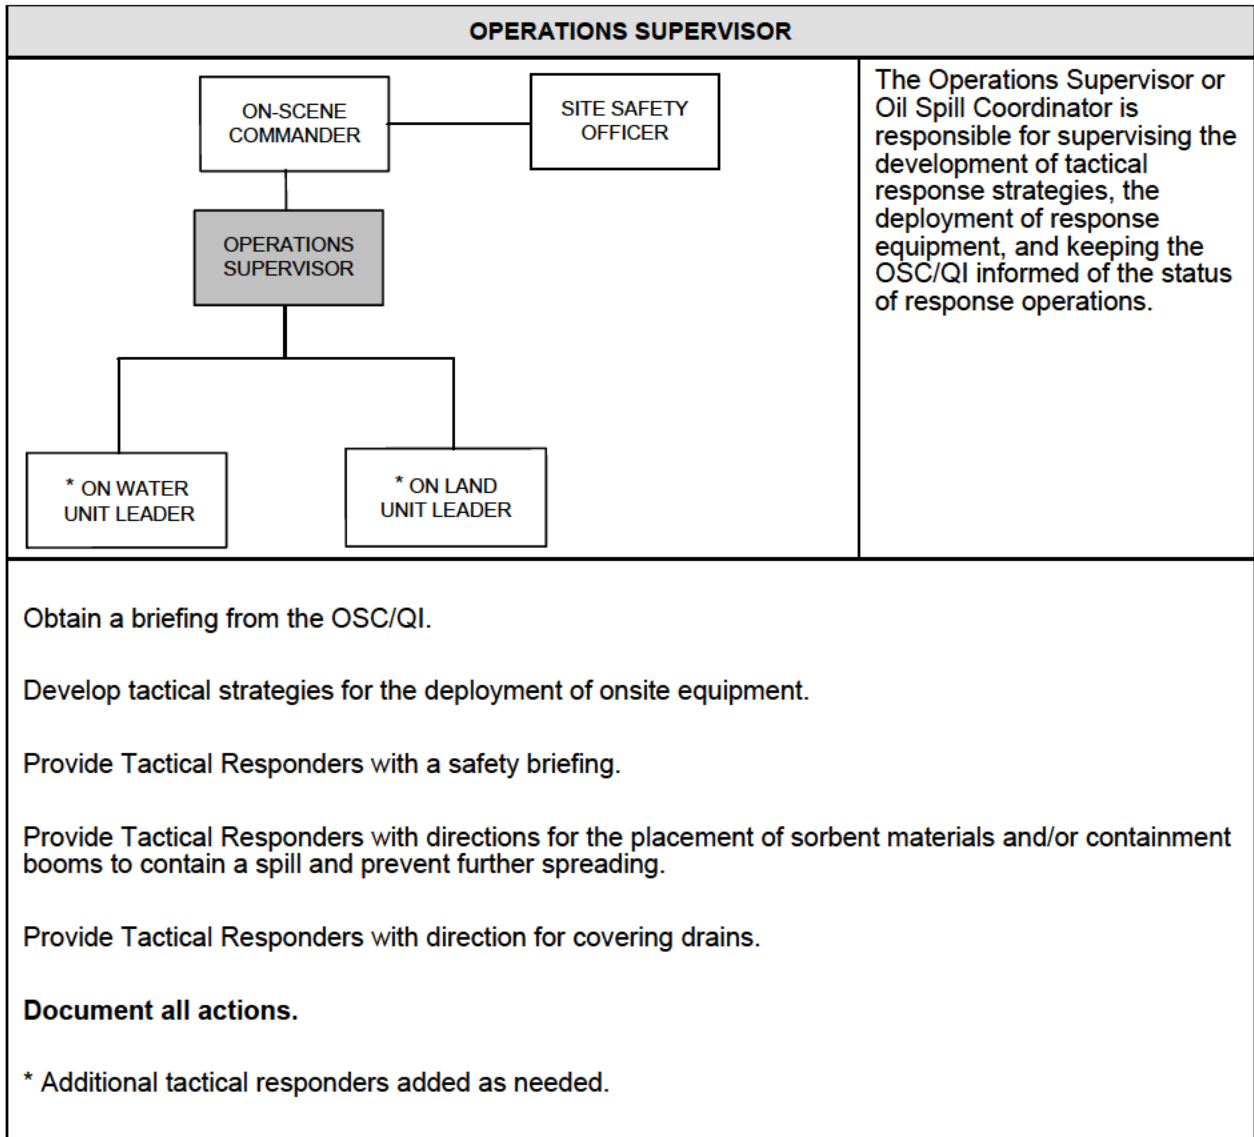 OPERATIONS SUPERVISOR
ON-SCENE
COMMANDER
SITE SAFETY
OFFICER
OPERATIONS
SUPERVISOR
* ON WATER
UNIT LEADER
* ON LAND
UNIT LEADER
The Operations Supervisor or
Oil Spill Coordinator is
responsible for supervising the
development of tactical
response strategies, the
deployment of response
equipment, and keeping the
OSC/QI informed of the status
of response operations.
Obtain a briefing from the OSC/QI.
Develop tactical strategies for the deployment of onsite equipment.
Provide Tactical Responders with a safety briefing.
Provide Tactical Responders with directions for the placement of sorbent materials and/or containment
booms to contain a spill and prevent further spreading.
Provide Tactical Responders with direction for covering drains.
Document all actions.
* Additional tactical responders added as needed.